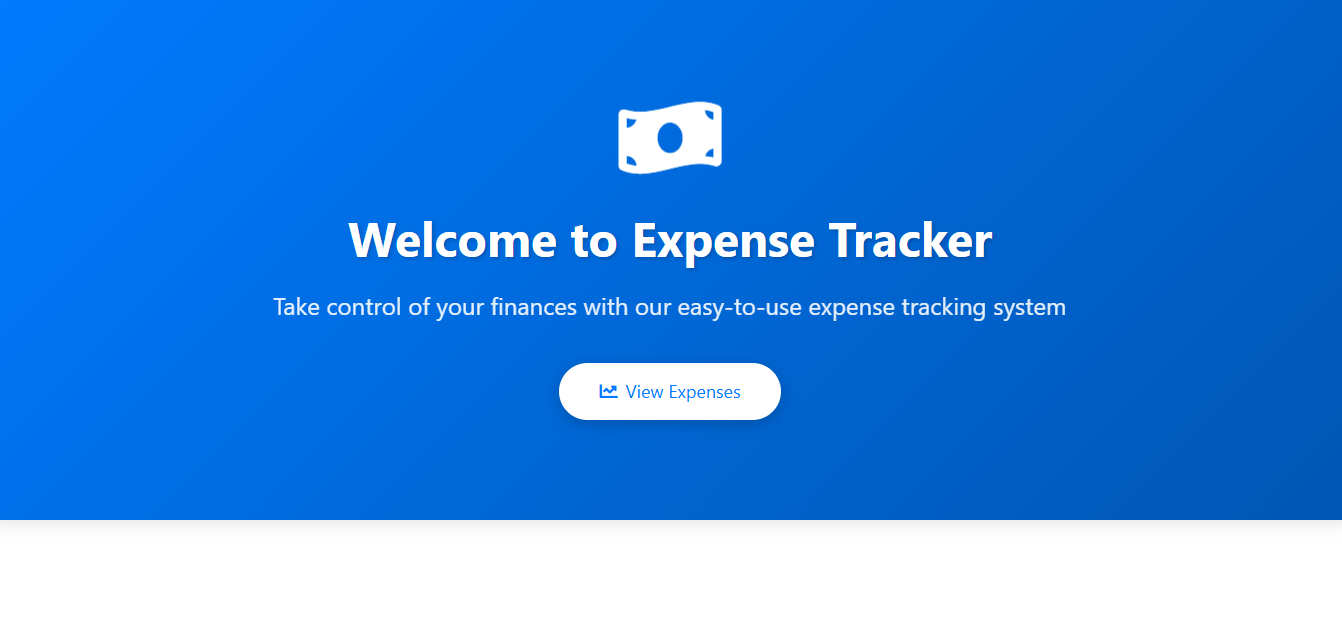 Welcome to Expense Tracker
Take control of your finances with our easy-to-use expense tracking system
View Expenses